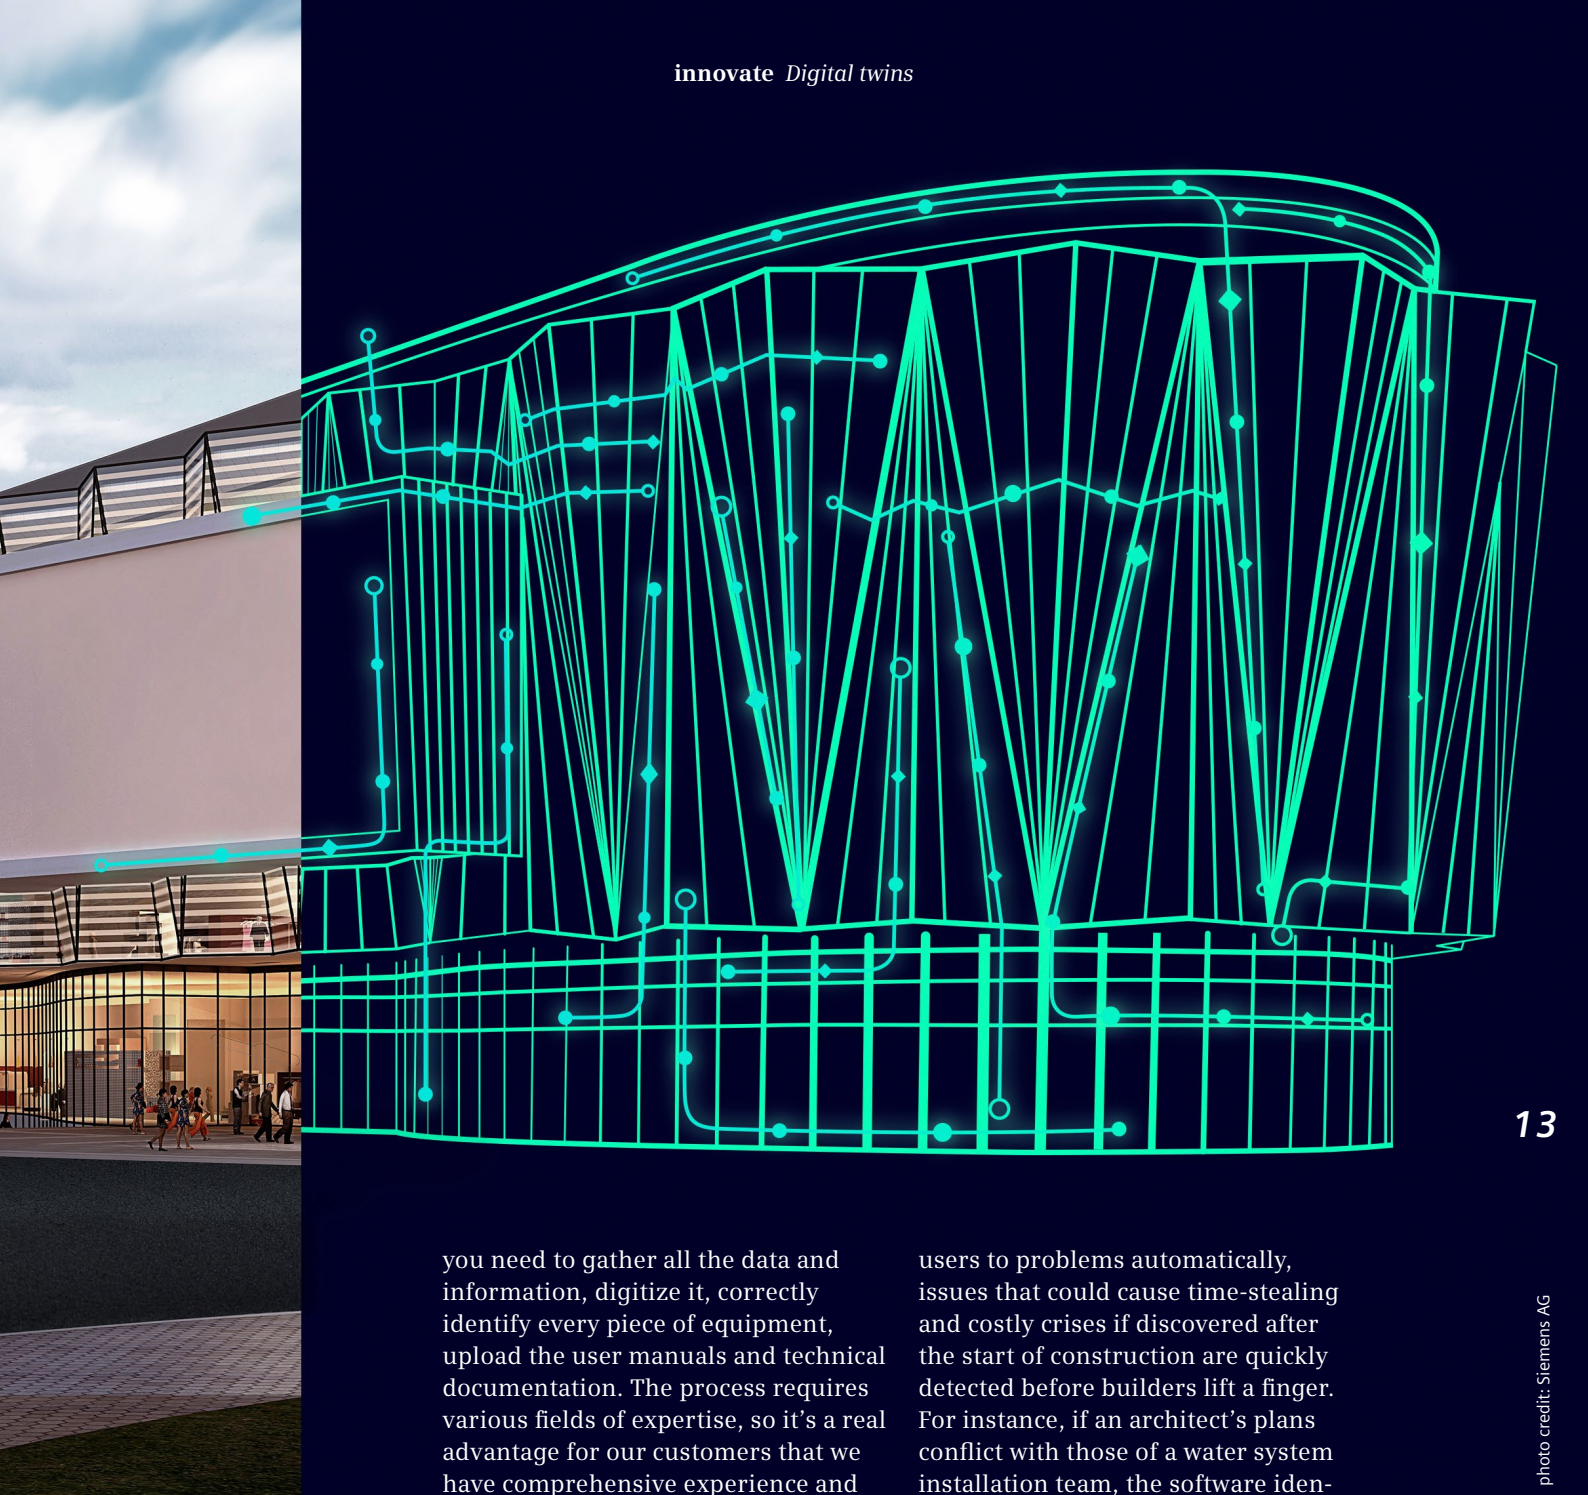 innovate Digital twins
13
you need to gather all the data and
information, digitize it, correctly
identify every piece of equipment,
upload the user manuals and technical
documentation. The process requires
various fields of expertise, so it’s a real
advantage for our customers that we
have comprehensive experience and
users to problems automatically,
issues that could cause time-stealing
and costly crises if discovered after
the start of construction are quickly
detected before builders lift a finger.
For instance, if an architect’s plans
conflict with those of a water system
installation team, the software iden-
photo credit: Siemens AG